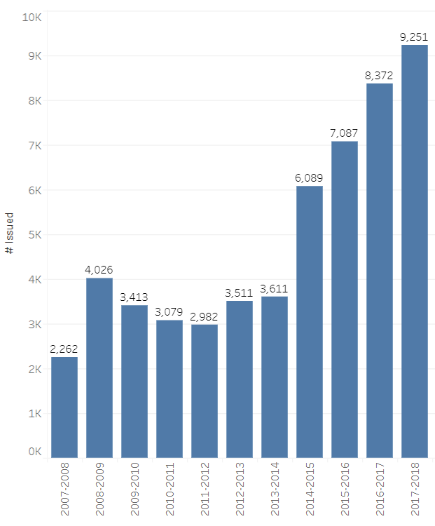 10K
9K
8K
7K
6K
5K
4K
3K
2K
1K
0K
# Issued
2,262
4,026
3,413
3,079
2,982
3,511
3,611
6,089
7,087
8,372
9,251
2007-2008
2008-2009
2009-2010
2010-2011
2011-2012
2012-2013
2013-2014
2014-2015
2015-2016
2016-2017
2017-2018